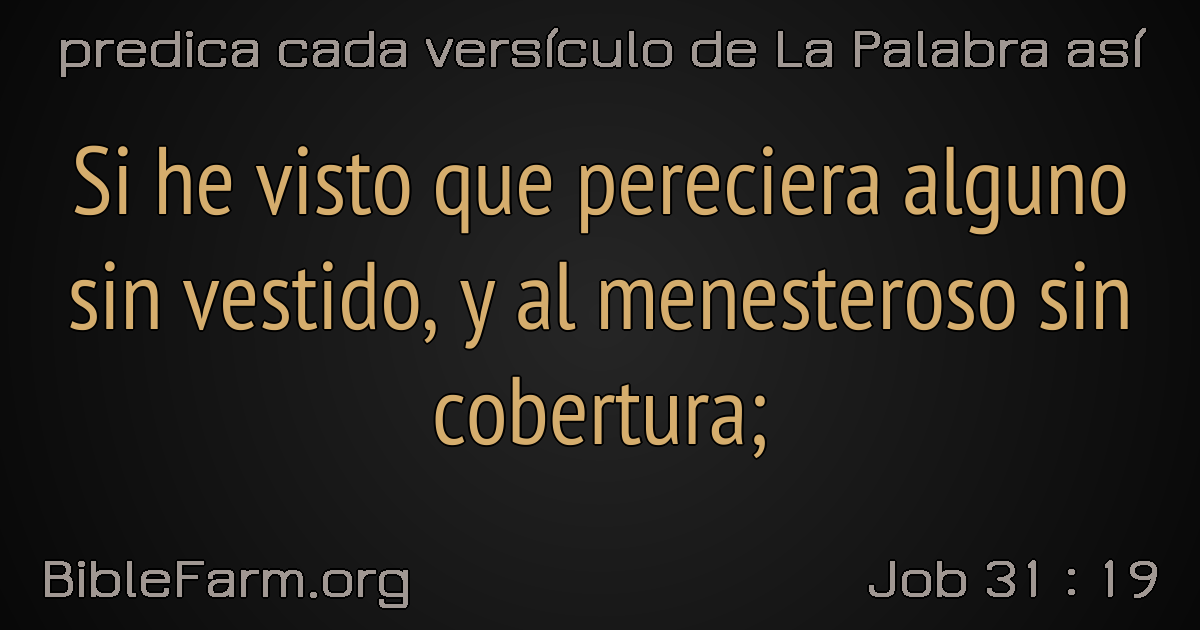 predica cada versículo de La Palabra así
Si he visto que pereciera alguno
sin vestido, y al menesteroso sin
cobertura;
BibleFarm.org
Job 31 : 19